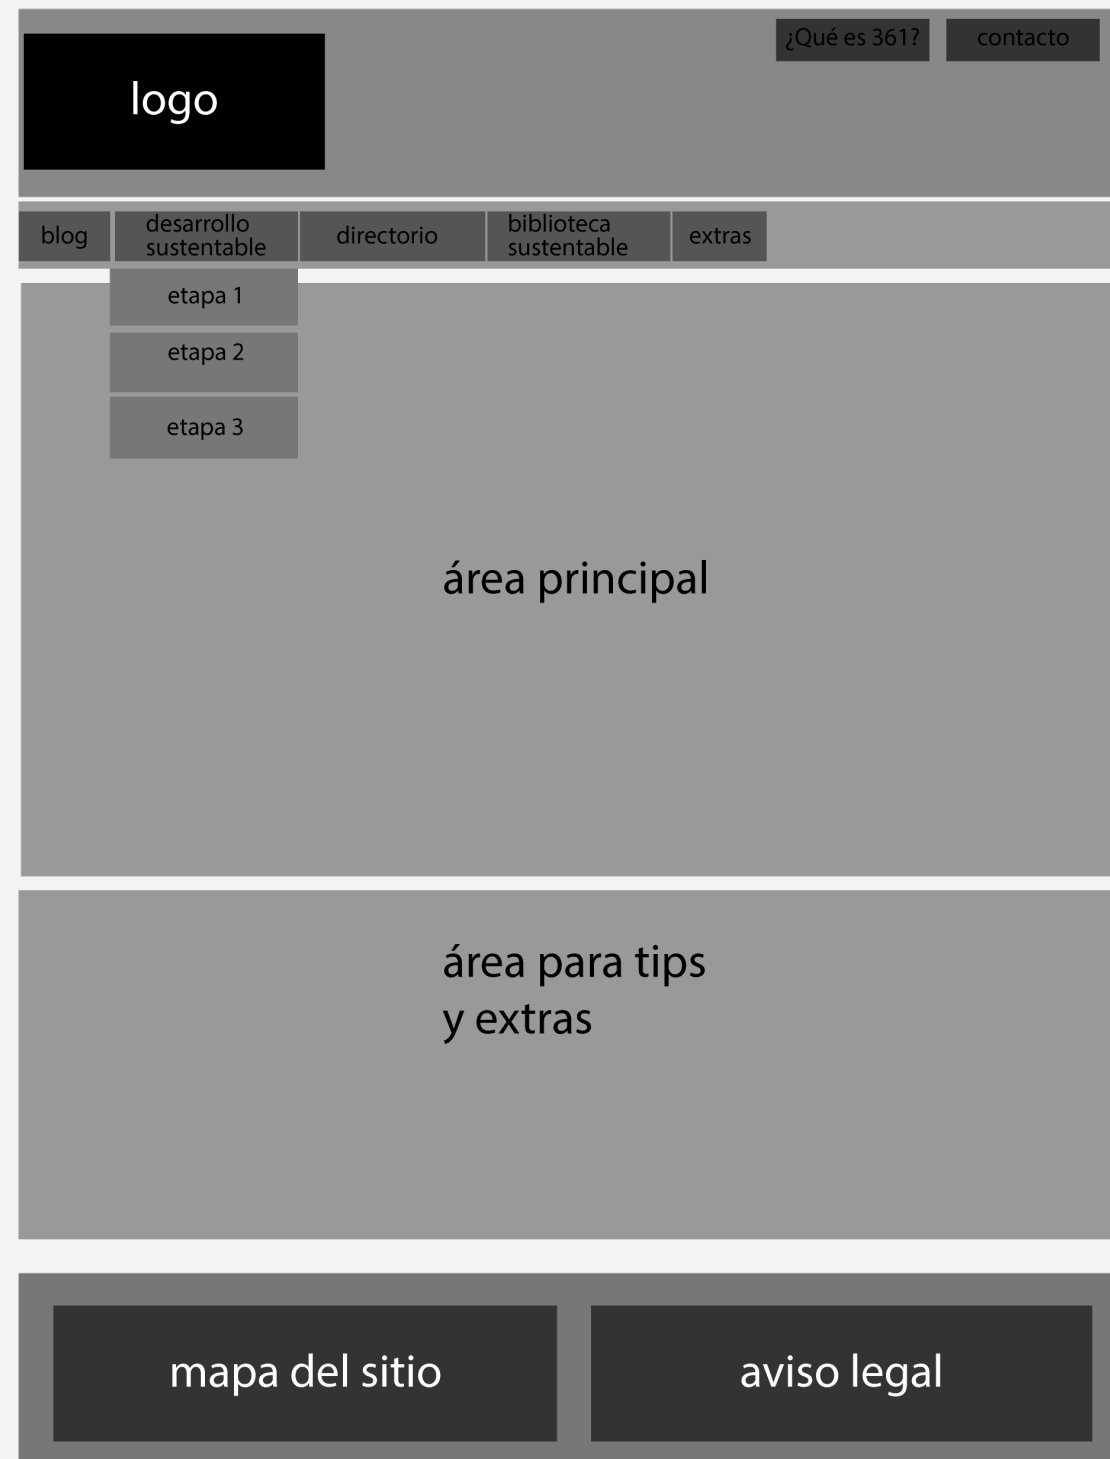 ¿Qué es 361?
contacto
logo
blog
desarrollo
sustentable
directorio
biblioteca
sustentable
extras
etapa 1
etapa 2
etapa 3
área principal
área para tips
y extras
mapa del sitio
aviso legal